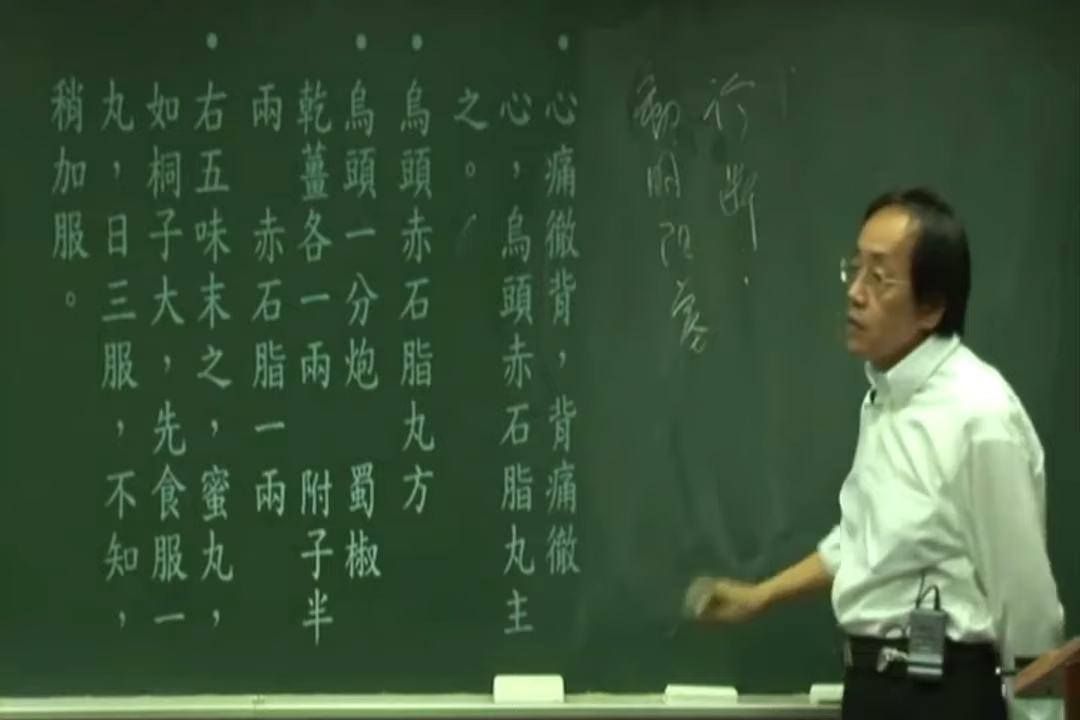 診斷
心痛徹背，背痛徹
心，烏頭赤石脂丸主
之。
烏頭赤石脂丸方
烏頭一分炮　蜀椒
乾薑各一兩　附子半
兩　赤石脂一兩
右五味末之，蜜丸，
如桐子大，先食服一
丸，日三服，不知，
稍加服。